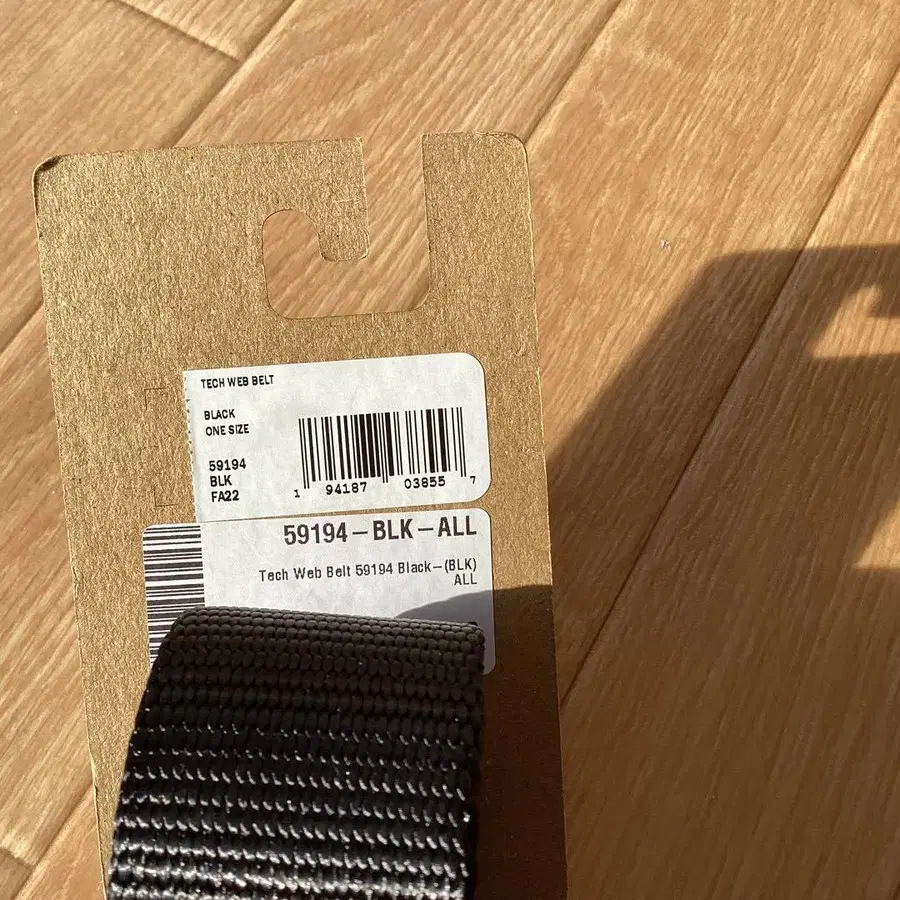 TECH WEB BELT
BLACK
ONE SIZE
59194
BLK
FA22
1 94187 03855 7
59194-BLK-ALL
Tech Web Belt 59194 Black-(BLK)
ALL